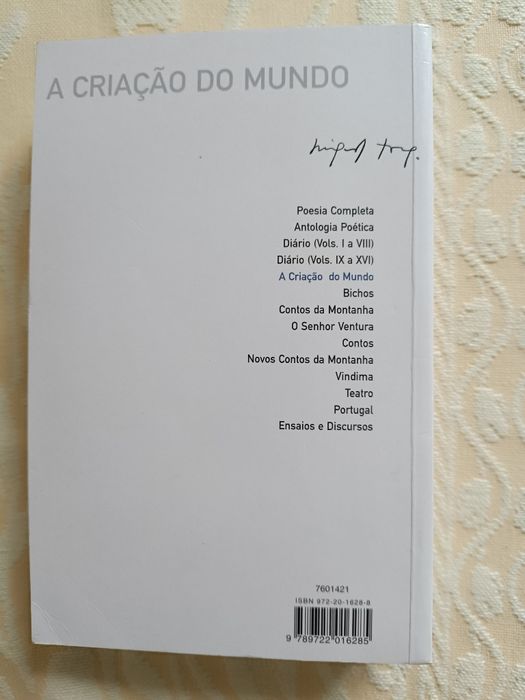 A CRIAÇÃO DO MUNDO
Miguel Torga.
Poesia Completa
Antologia Poética
Diário (Vols. I a VIII)
Diário (Vols. IX a XVI)
A Criação do Mundo
Bichos
Contos da Montanha
O Senhor Ventura
Contos
Novos Contos da Montanha
Vindima
Teatro
Portugal
Ensaios e Discursos
7601421
ISBN 972-20-1628-8
9 789722 016285